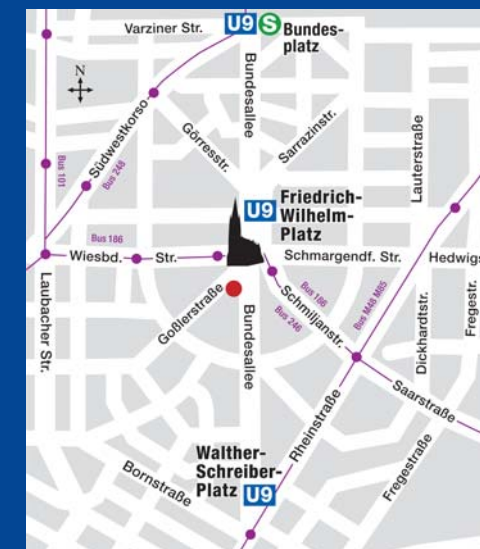 Varziner Str.
U9 S Bundes-
platz
N
Bundesallee
Südwestkorso
Bus 248
Bus 101
Görresstr.
Sarrazinstr.
Lauterstraße
U9 Friedrich-
Wilhelm-
Platz
Bus 186
Wiesbd. Str.
Schmargendf. Str.
Hedwigs
Laubacher Str.
Goßlerstraße
Bundesallee
Bus 186
Bus 246
Schmiljanstr.
Bus M48 M85
Dickhardtstr.
Fregestr.
Saarstraße
Rheinstraße
Fregestraße
Walther-
Schreiber-
Platz U9
Bornstraße